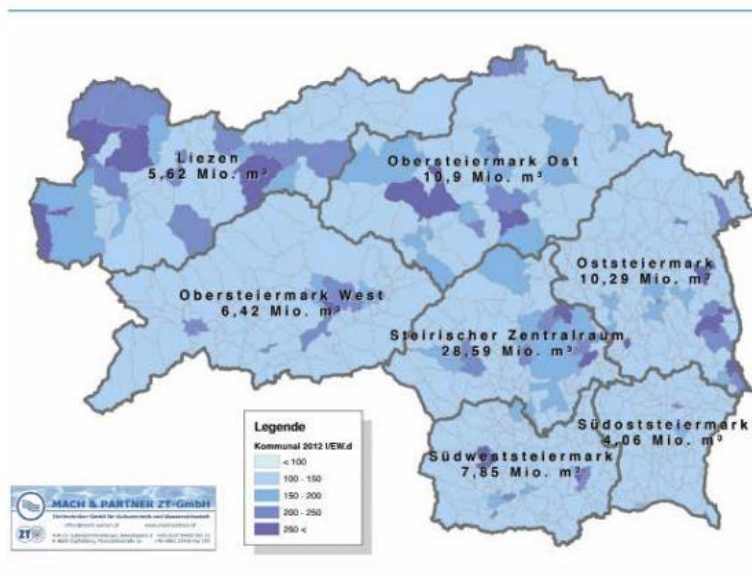 Liezen
5,62 Mio. m³
Obersteiermark Ost
10,9 Mio. m³
Oststeiermark
10,29 Mio. m³
Obersteiermark West
6,42 Mio. m³
Steirischer Zentralraum
28,59 Mio. m³
Südoststeiermark
4,06 Mio. m³
Südweststeiermark
7,85 Mio. m³
Legende
Kommunal 2012 l/EW.d
< 100
100 - 150
150 - 200
200 - 250
250 <
MACH & PARTNER ZT-GmbH
ZT